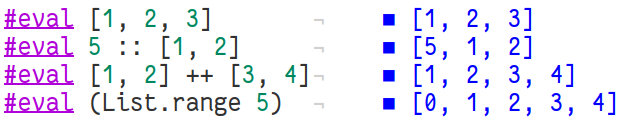 #eval [1, 2, 3] ¬ ■ [1, 2, 3]
#eval 5 :: [1, 2] ¬ ■ [5, 1, 2]
#eval [1, 2] ++ [3, 4]¬ ■ [1, 2, 3, 4]
#eval (List.range 5) ¬ ■ [0, 1, 2, 3, 4]